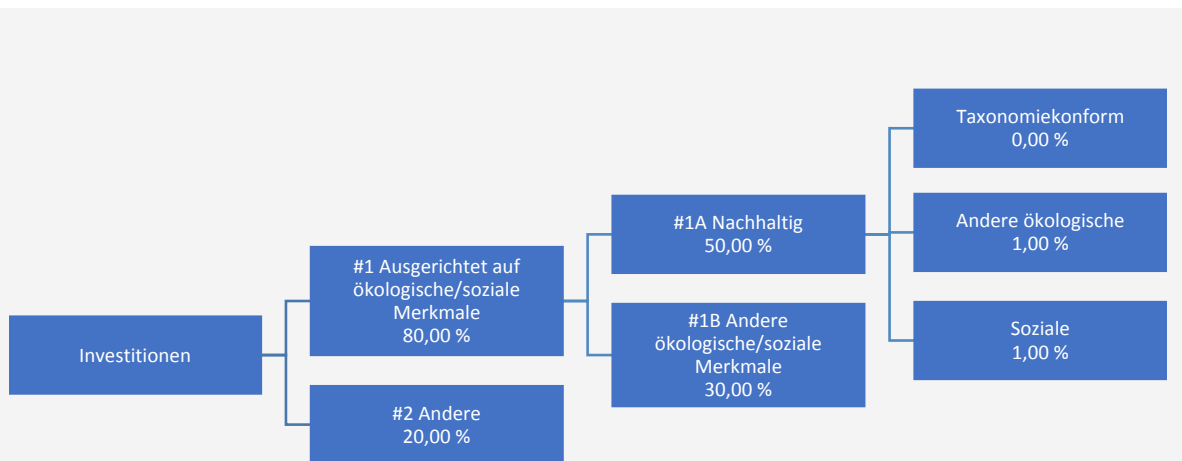 Investitionen
#1 Ausgerichtet auf
ökologische/soziale
Merkmale
80,00 %
#2 Andere
20,00 %
#1A Nachhaltig
50,00 %
#1B Andere
ökologische/soziale
Merkmale
30,00 %
Taxonomiekonform
0,00 %
Andere ökologische
1,00 %
Soziale
1,00 %